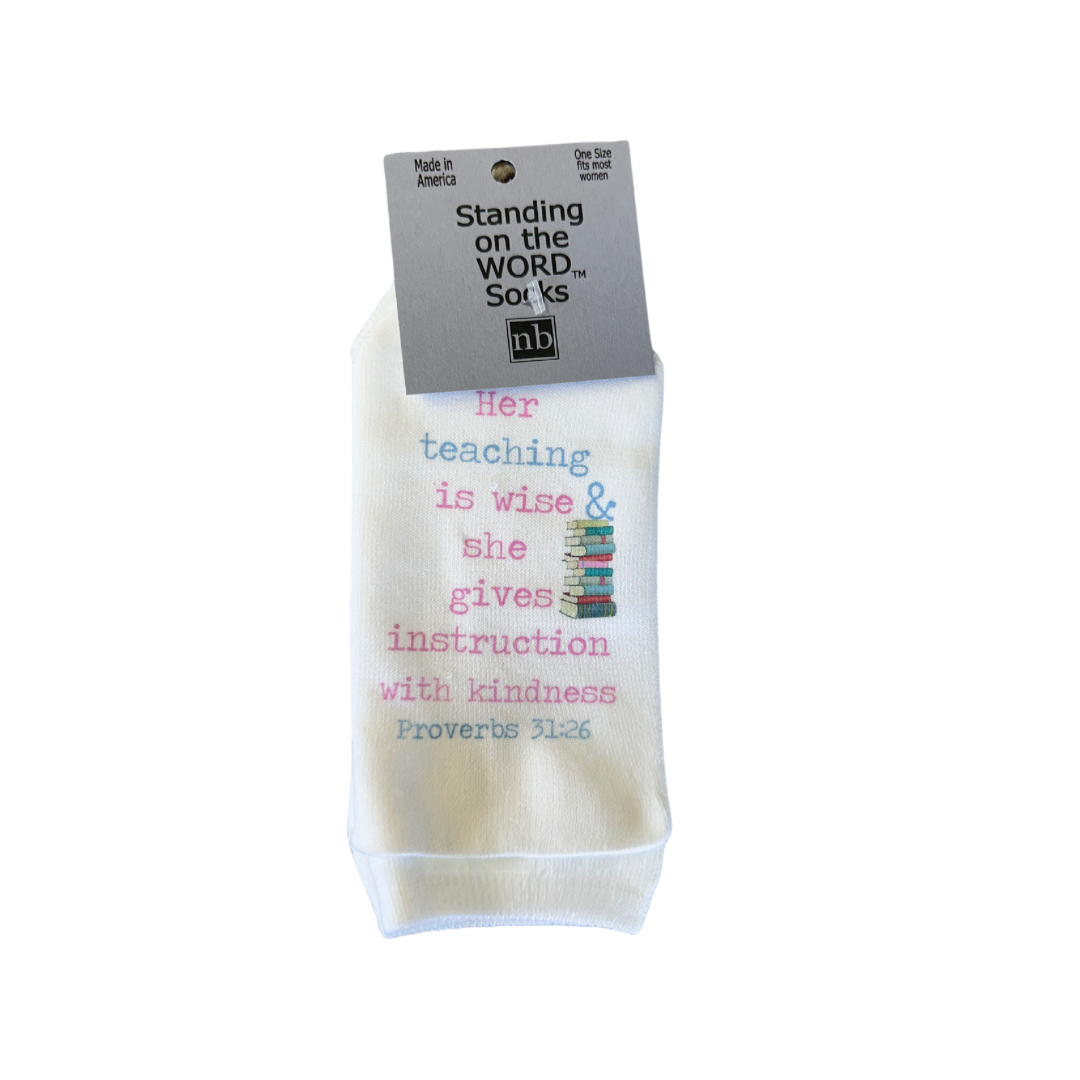 Made in
America
One Size
fits most
women
Standing
on the
WORD™
Socks
nb
Her
teaching
is wise &
she
gives
instruction
with kindness
Proverbs 31:26